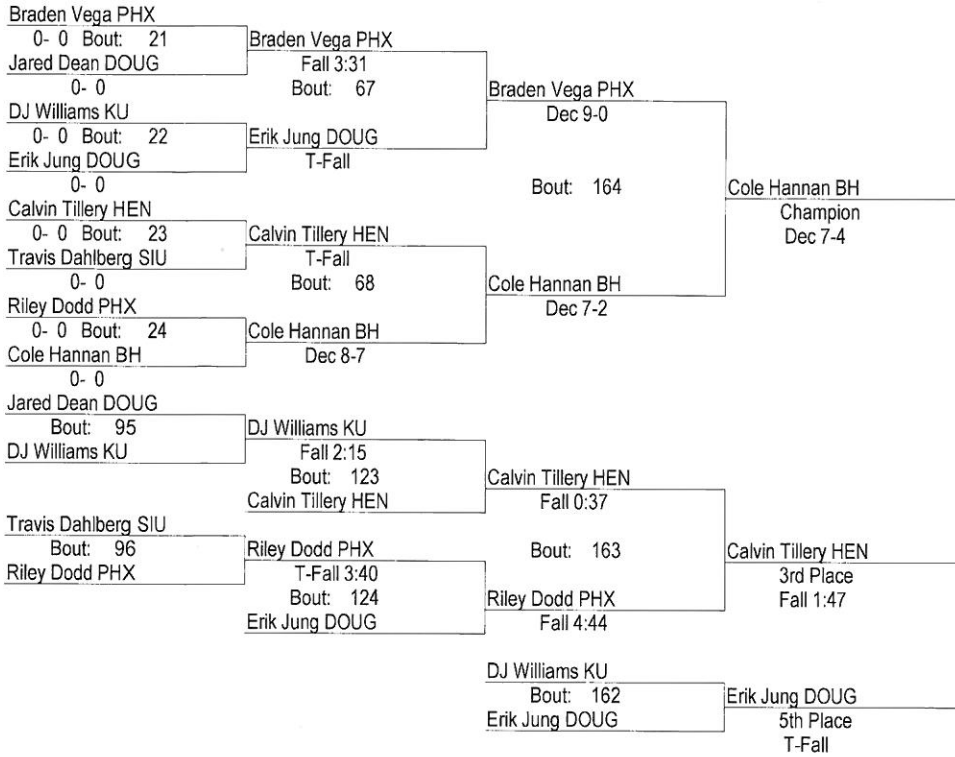 Braden Vega PHX
0- 0 Bout: 21
Jared Dean DOUG
0- 0
DJ Williams KU
0- 0 Bout: 22
Erik Jung DOUG
0- 0
Calvin Tillery HEN
0- 0 Bout: 23
Travis Dahlberg SIU
0- 0
Riley Dodd PHX
0- 0 Bout: 24
Cole Hannan BH
0- 0
Braden Vega PHX
Fall 3:31
Bout: 67
Erik Jung DOUG
T-Fall
Calvin Tillery HEN
T-Fall
Bout: 68
Cole Hannan BH
Dec 8-7
Braden Vega PHX
Dec 9-0
Bout: 164
Cole Hannan BH
Dec 7-2
Cole Hannan BH
Champion
Dec 7-4
Jared Dean DOUG
Bout: 95
DJ Williams KU
Travis Dahlberg SIU
Bout: 96
Riley Dodd PHX
DJ Williams KU
Fall 2:15
Bout: 123
Calvin Tillery HEN
Riley Dodd PHX
T-Fall 3:40
Bout: 124
Erik Jung DOUG
Calvin Tillery HEN
Fall 0:37
Bout: 163
Riley Dodd PHX
Fall 4:44
Calvin Tillery HEN
3rd Place
Fall 1:47
DJ Williams KU
Bout: 162
Erik Jung DOUG
Erik Jung DOUG
5th Place
T-Fall